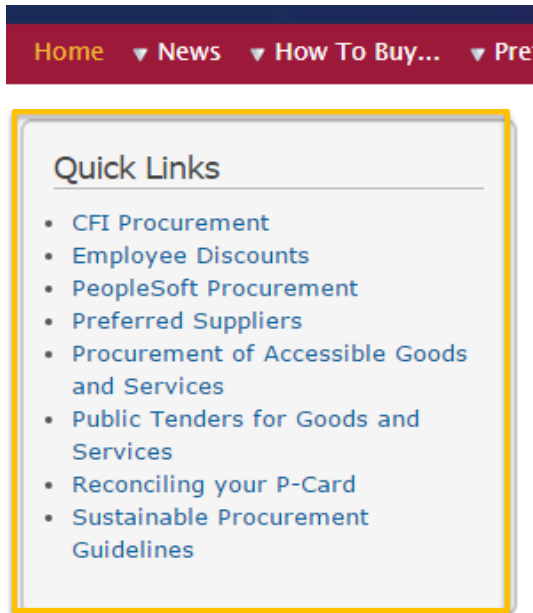 Home ▼ News ▼ How To Buy... ▼ Pre
Quick Links
• CFI Procurement
• Employee Discounts
• PeopleSoft Procurement
• Preferred Suppliers
• Procurement of Accessible Goods
and Services
• Public Tenders for Goods and
Services
• Reconciling your P-Card
• Sustainable Procurement
Guidelines